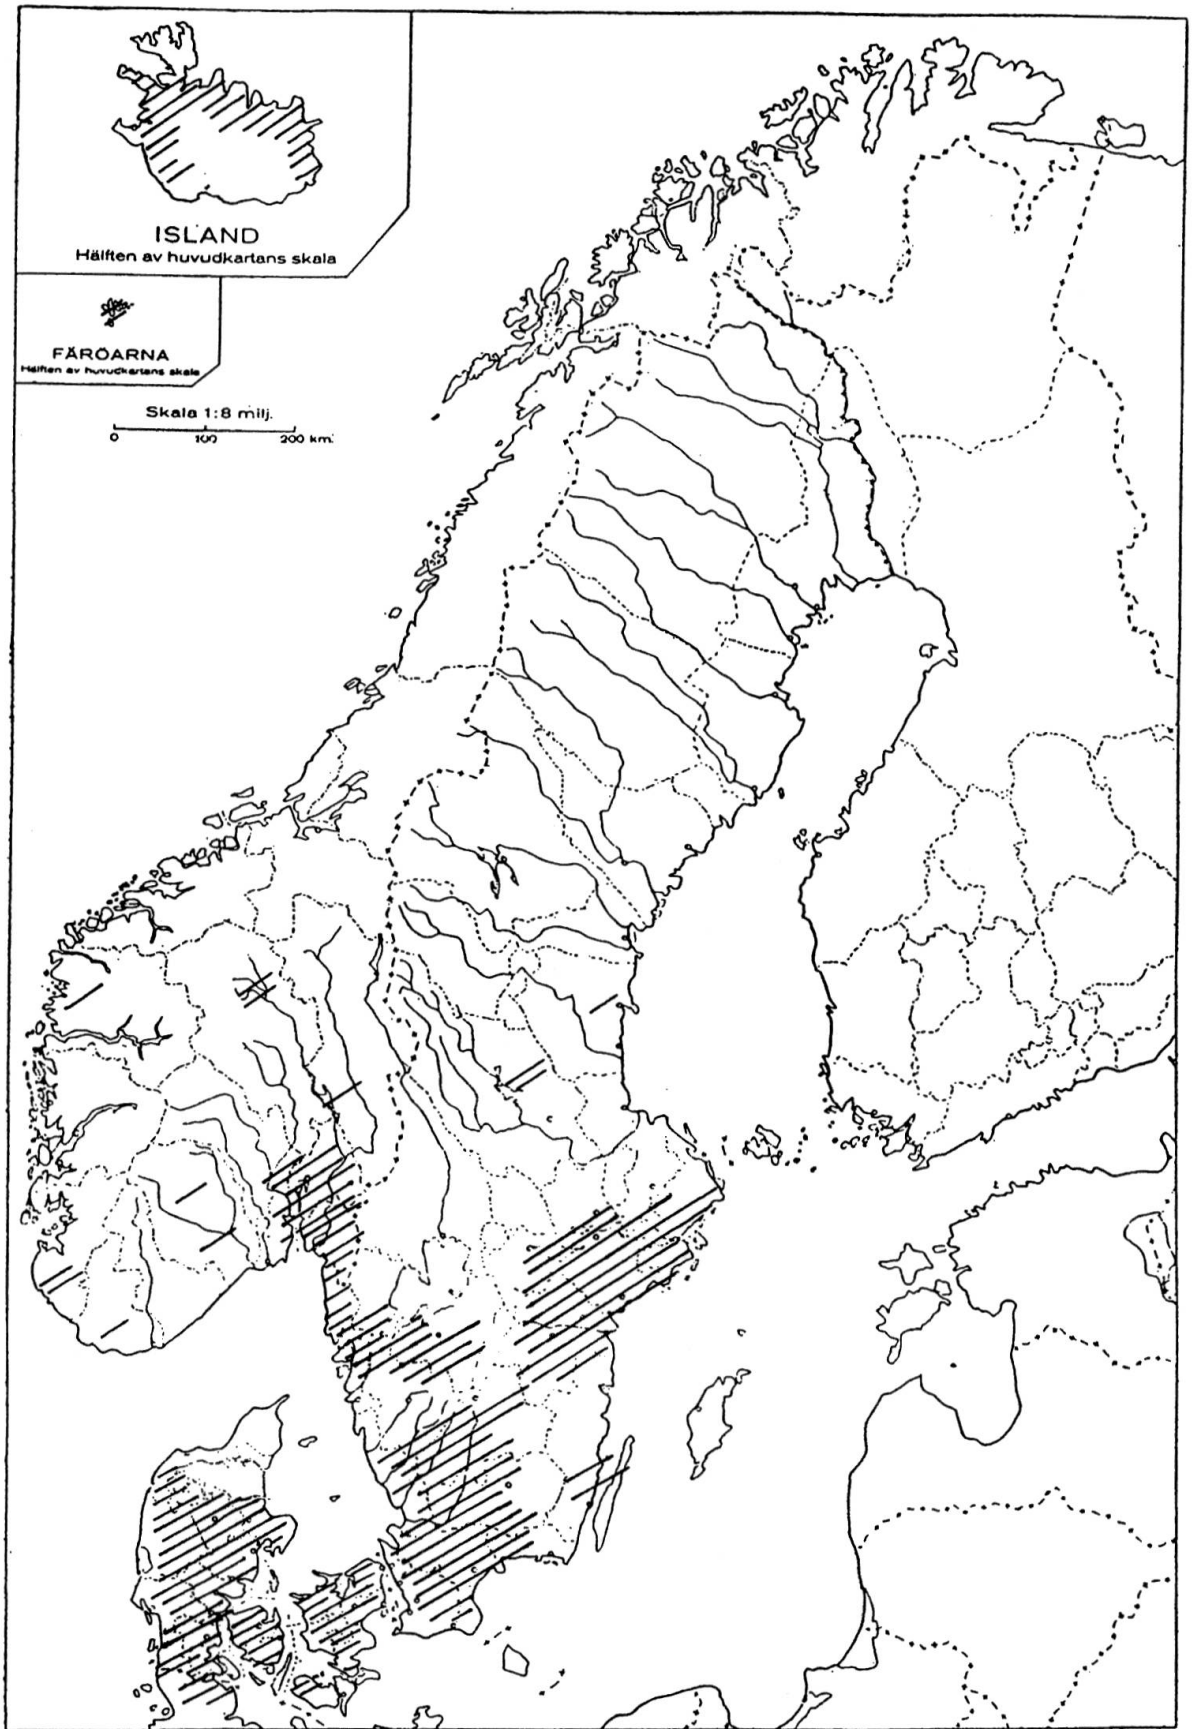 ISLAND
Hälften av huvudkartans skala
FÄRÖARNA
Hälften av huvudkartans skala
Skala 1:8 milj.
0 100 200 km.